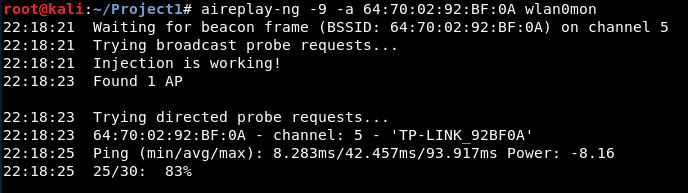 root@kali:~/Project1# aireplay-ng -9 -a 64:70:02:92:BF:0A wlan0mon
22:18:21  Waiting for beacon frame (BSSID: 64:70:02:92:BF:0A) on channel 5
22:18:21  Trying broadcast probe requests...
22:18:21  Injection is working!
22:18:23  Found 1 AP

22:18:23  Trying directed probe requests...
22:18:23  64:70:02:92:BF:0A - channel: 5 - 'TP-LINK_92BF0A'
22:18:25  Ping (min/avg/max): 8.283ms/42.457ms/93.917ms Power: -8.16
22:18:25  25/30:  83%